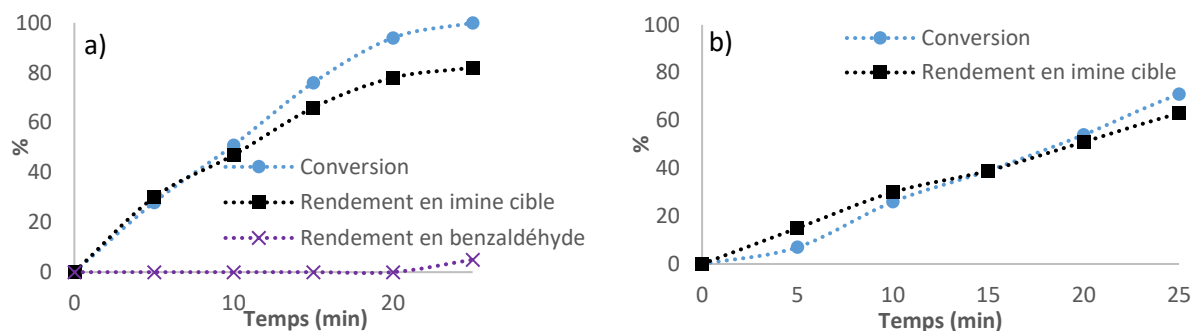 a)
100
80
60
40
20
0
%
0
10
20
Temps (min)
Conversion
Rendement en imine cible
Rendement en benzaldéhyde
b)
100
80
60
40
20
0
%
0
5
10
15
20
25
Temps (min)
Conversion
Rendement en imine cible